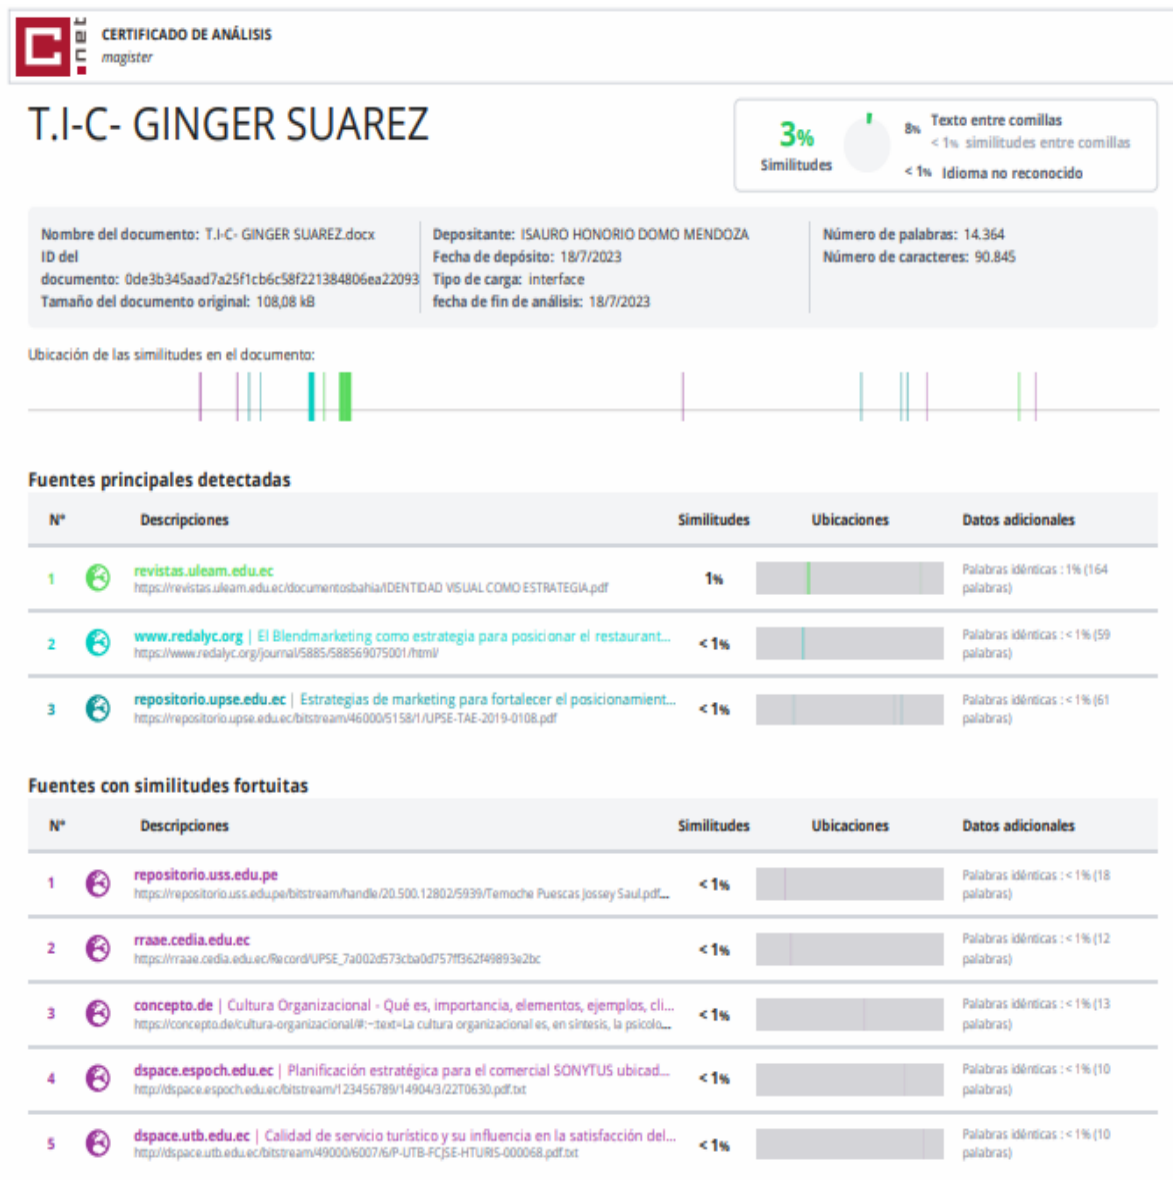 C.net
CERTIFICADO DE ANÁLISIS
magister
T.I-C- GINGER SUAREZ
3%
Similitudes
8% Texto entre comillas
< 1% similitudes entre comillas
< 1% Idioma no reconocido
Nombre del documento: T.I-C- GINGER SUAREZ.docx
ID del
documento: 0de3b345aad7a25f1cb6c58f221384806ea22093
Tamaño del documento original: 108,08 kB
Depositante: ISAURO HONORIO DOMO MENDOZA
Fecha de depósito: 18/7/2023
Tipo de carga: interface
fecha de fin de análisis: 18/7/2023
Número de palabras: 14.364
Número de caracteres: 90.845
Ubicación de las similitudes en el documento:
Fuentes principales detectadas
N° Descripciones Similitudes Ubicaciones Datos adicionales
1 revistas.uleam.edu.ec
https://revistas.uleam.edu.ec/documentosbahia/IDENTIDAD VISUAL COMO ESTRATEGIA.pdf
1%
Palabras idénticas : 1% (164
palabras)
2 www.redalyc.org | El Blendmarketing como estrategia para posicionar el restaurant...
https://www.redalyc.org/journal/5885/588569075001/html/
< 1%
Palabras idénticas : < 1% (59
palabras)
3 repositorio.upse.edu.ec | Estrategias de marketing para fortalecer el posicionamient...
https://repositorio.upse.edu.ec/bitstream/46000/5158/1/UPSE-TAE-2019-0108.pdf
< 1%
Palabras idénticas : < 1% (61
palabras)
Fuentes con similitudes fortuitas
N° Descripciones Similitudes Ubicaciones Datos adicionales
1 repositorio.uss.edu.pe
https://repositorio.uss.edu.pe/bitstream/handle/20.500.12802/5939/Temoche Puescas Jossey Saul.pdf...
< 1%
Palabras idénticas : < 1% (18
palabras)
2 rraae.cedia.edu.ec
https://rraae.cedia.edu.ec/Record/UPSE_7a002d573cba0d757ff362f49893e2bc
< 1%
Palabras idénticas : < 1% (12
palabras)
3 concepto.de | Cultura Organizacional - Qué es, importancia, elementos, ejemplos, cli...
https://concepto.de/cultura-organizacional/#:~:text=La cultura organizacional es, en síntesis, la psicolo...
< 1%
Palabras idénticas : < 1% (13
palabras)
4 dspace.espoch.edu.ec | Planificación estratégica para el comercial SONYTUS ubicad...
http://dspace.espoch.edu.ec/bitstream/123456789/14904/3/22T0630.pdf.txt
< 1%
Palabras idénticas : < 1% (10
palabras)
5 dspace.utb.edu.ec | Calidad de servicio turístico y su influencia en la satisfacción del...
http://dspace.utb.edu.ec/bitstream/49000/6007/6/P-UTB-FCJSE-HTURIS-000068.pdf.txt
< 1%
Palabras idénticas : < 1% (10
palabras)